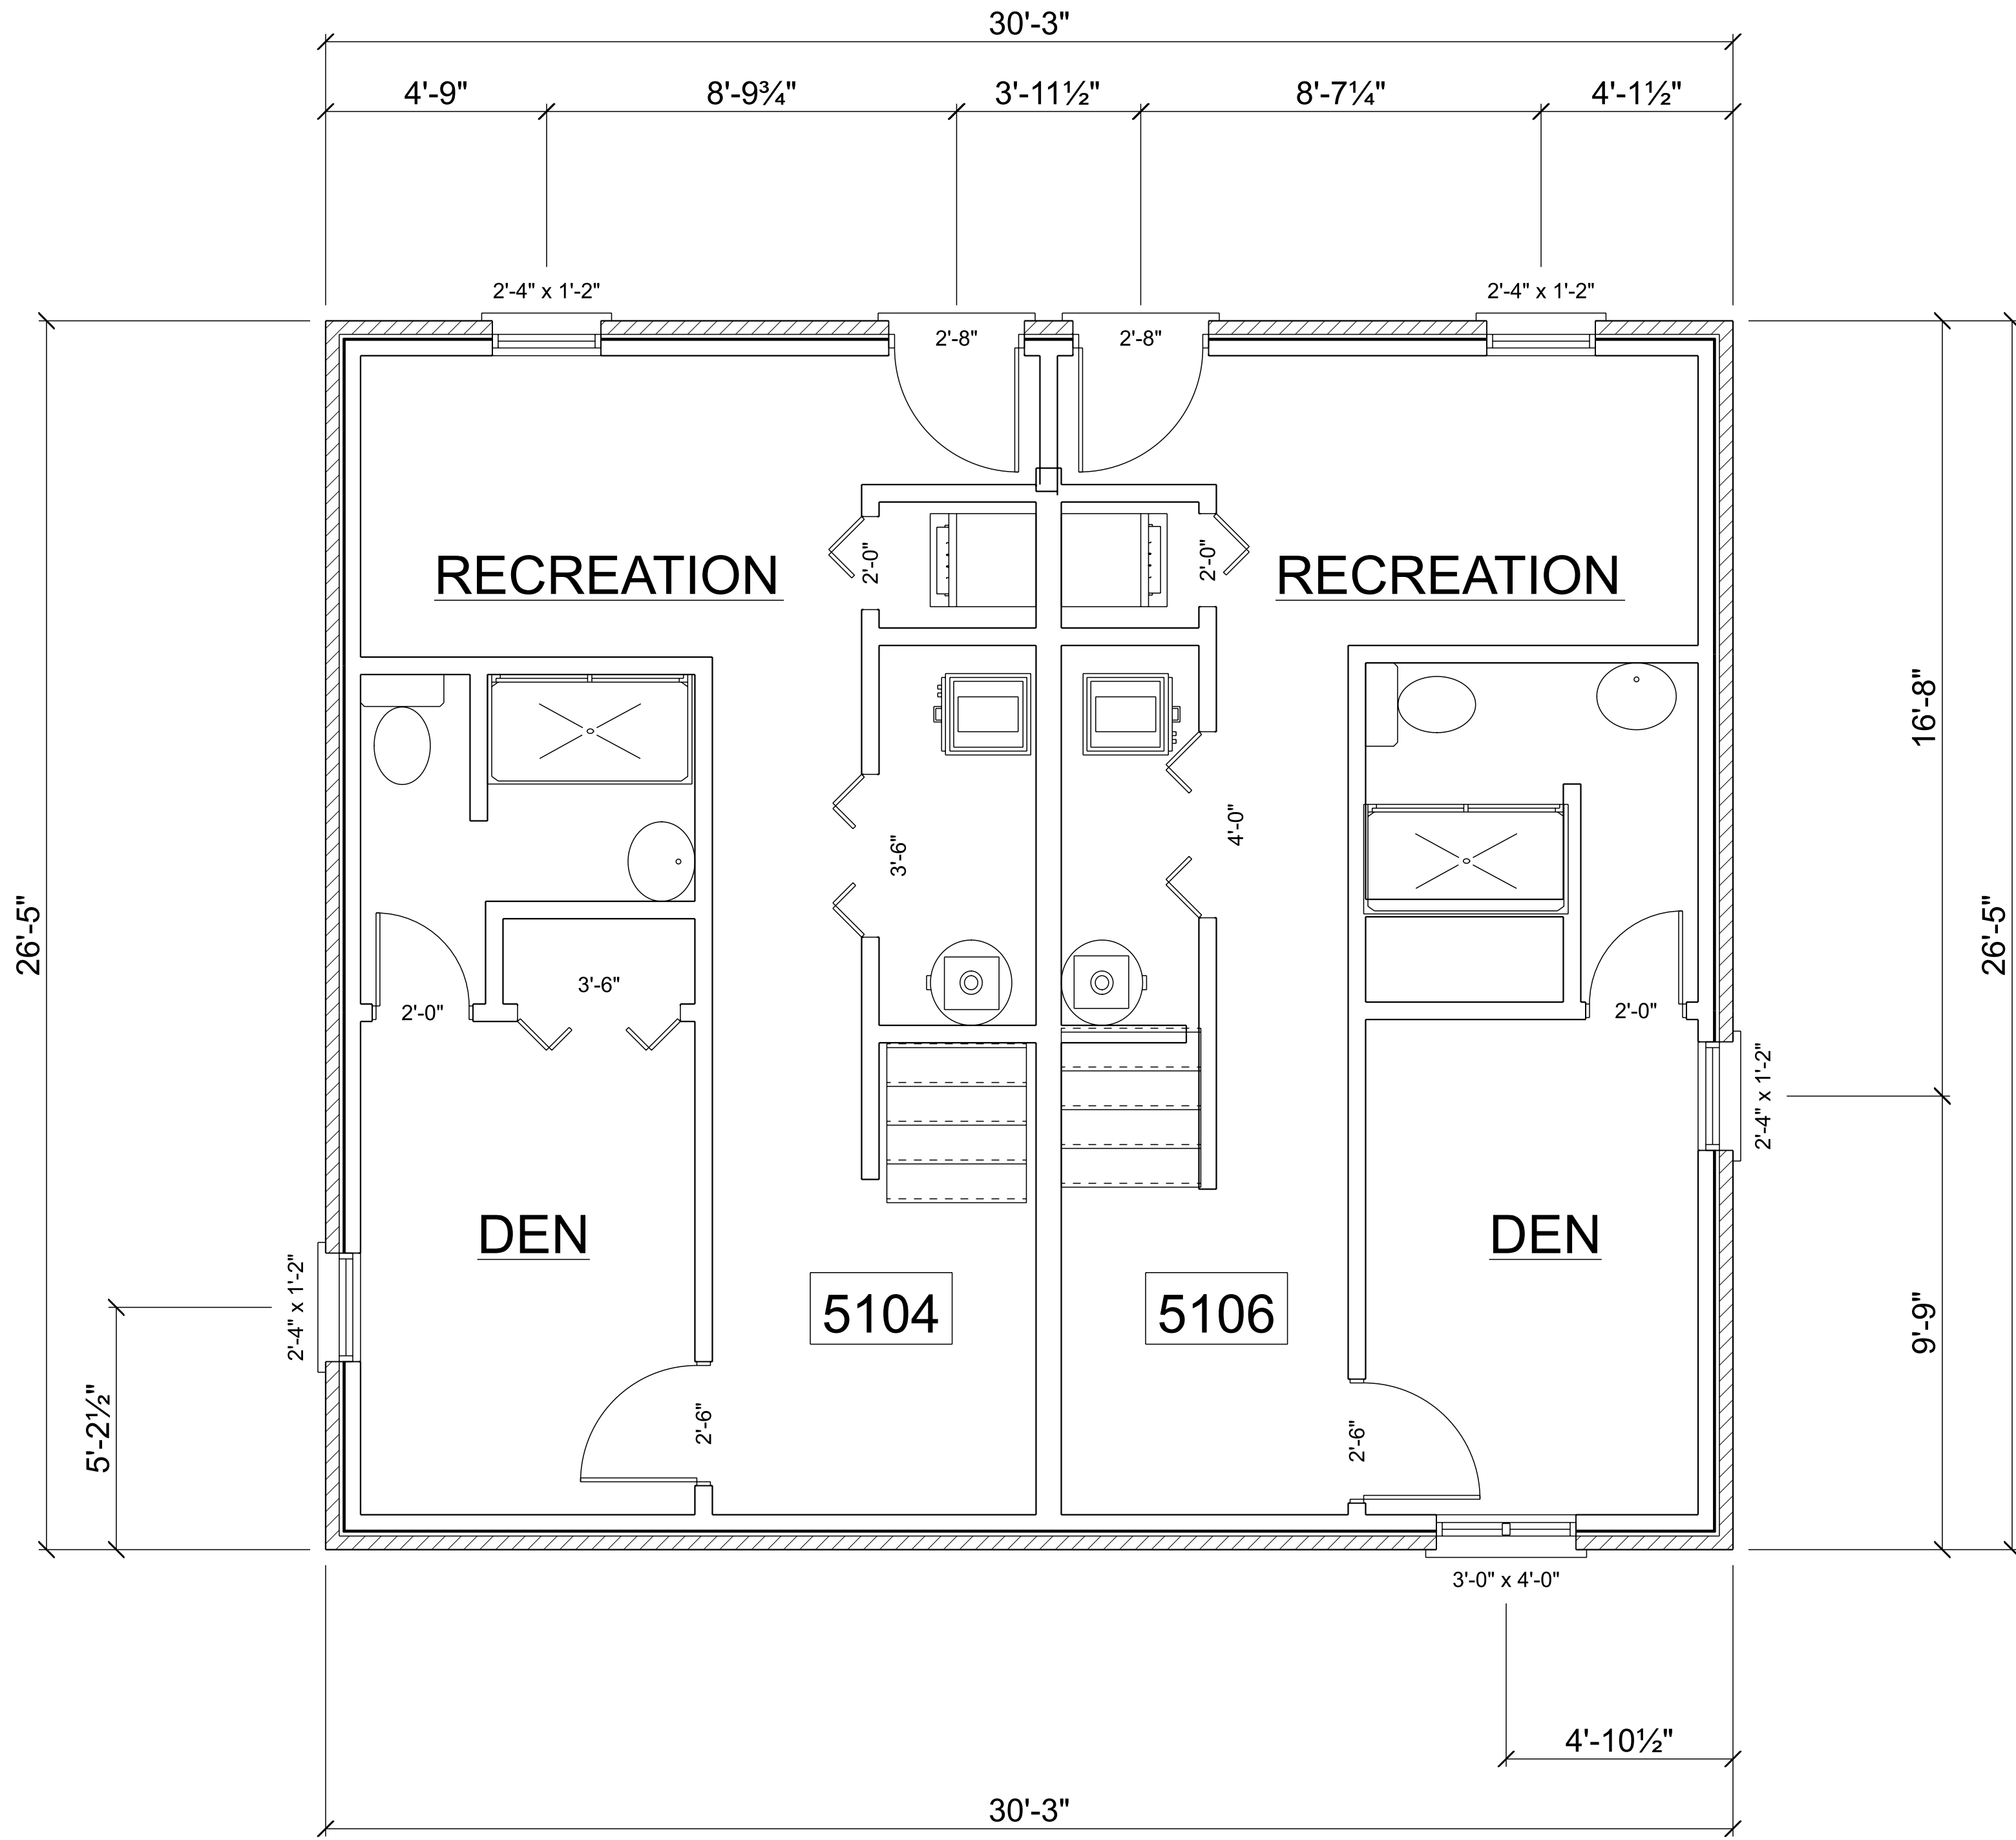 30'-3"
4'-9" 8'-9¾" 3'-11½" 8'-7¼" 4'-1½"
2'-4" x 1'-2" 2'-4" x 1'-2"
2'-8" 2'-8"
2'-0" 2'-0"
RECREATION RECREATION
16'-8"
4'-0"
3'-6"
26'-5" 26'-5"
3'-6"
2'-0" 2'-0"
2'-4" x 1'-2"
DEN DEN
2'-4" x 1'-2"
5104 5106
9'-9"
5'-2½"
2'-6" 2'-6"
3'-0" x 4'-0"
4'-10½"
30'-3"